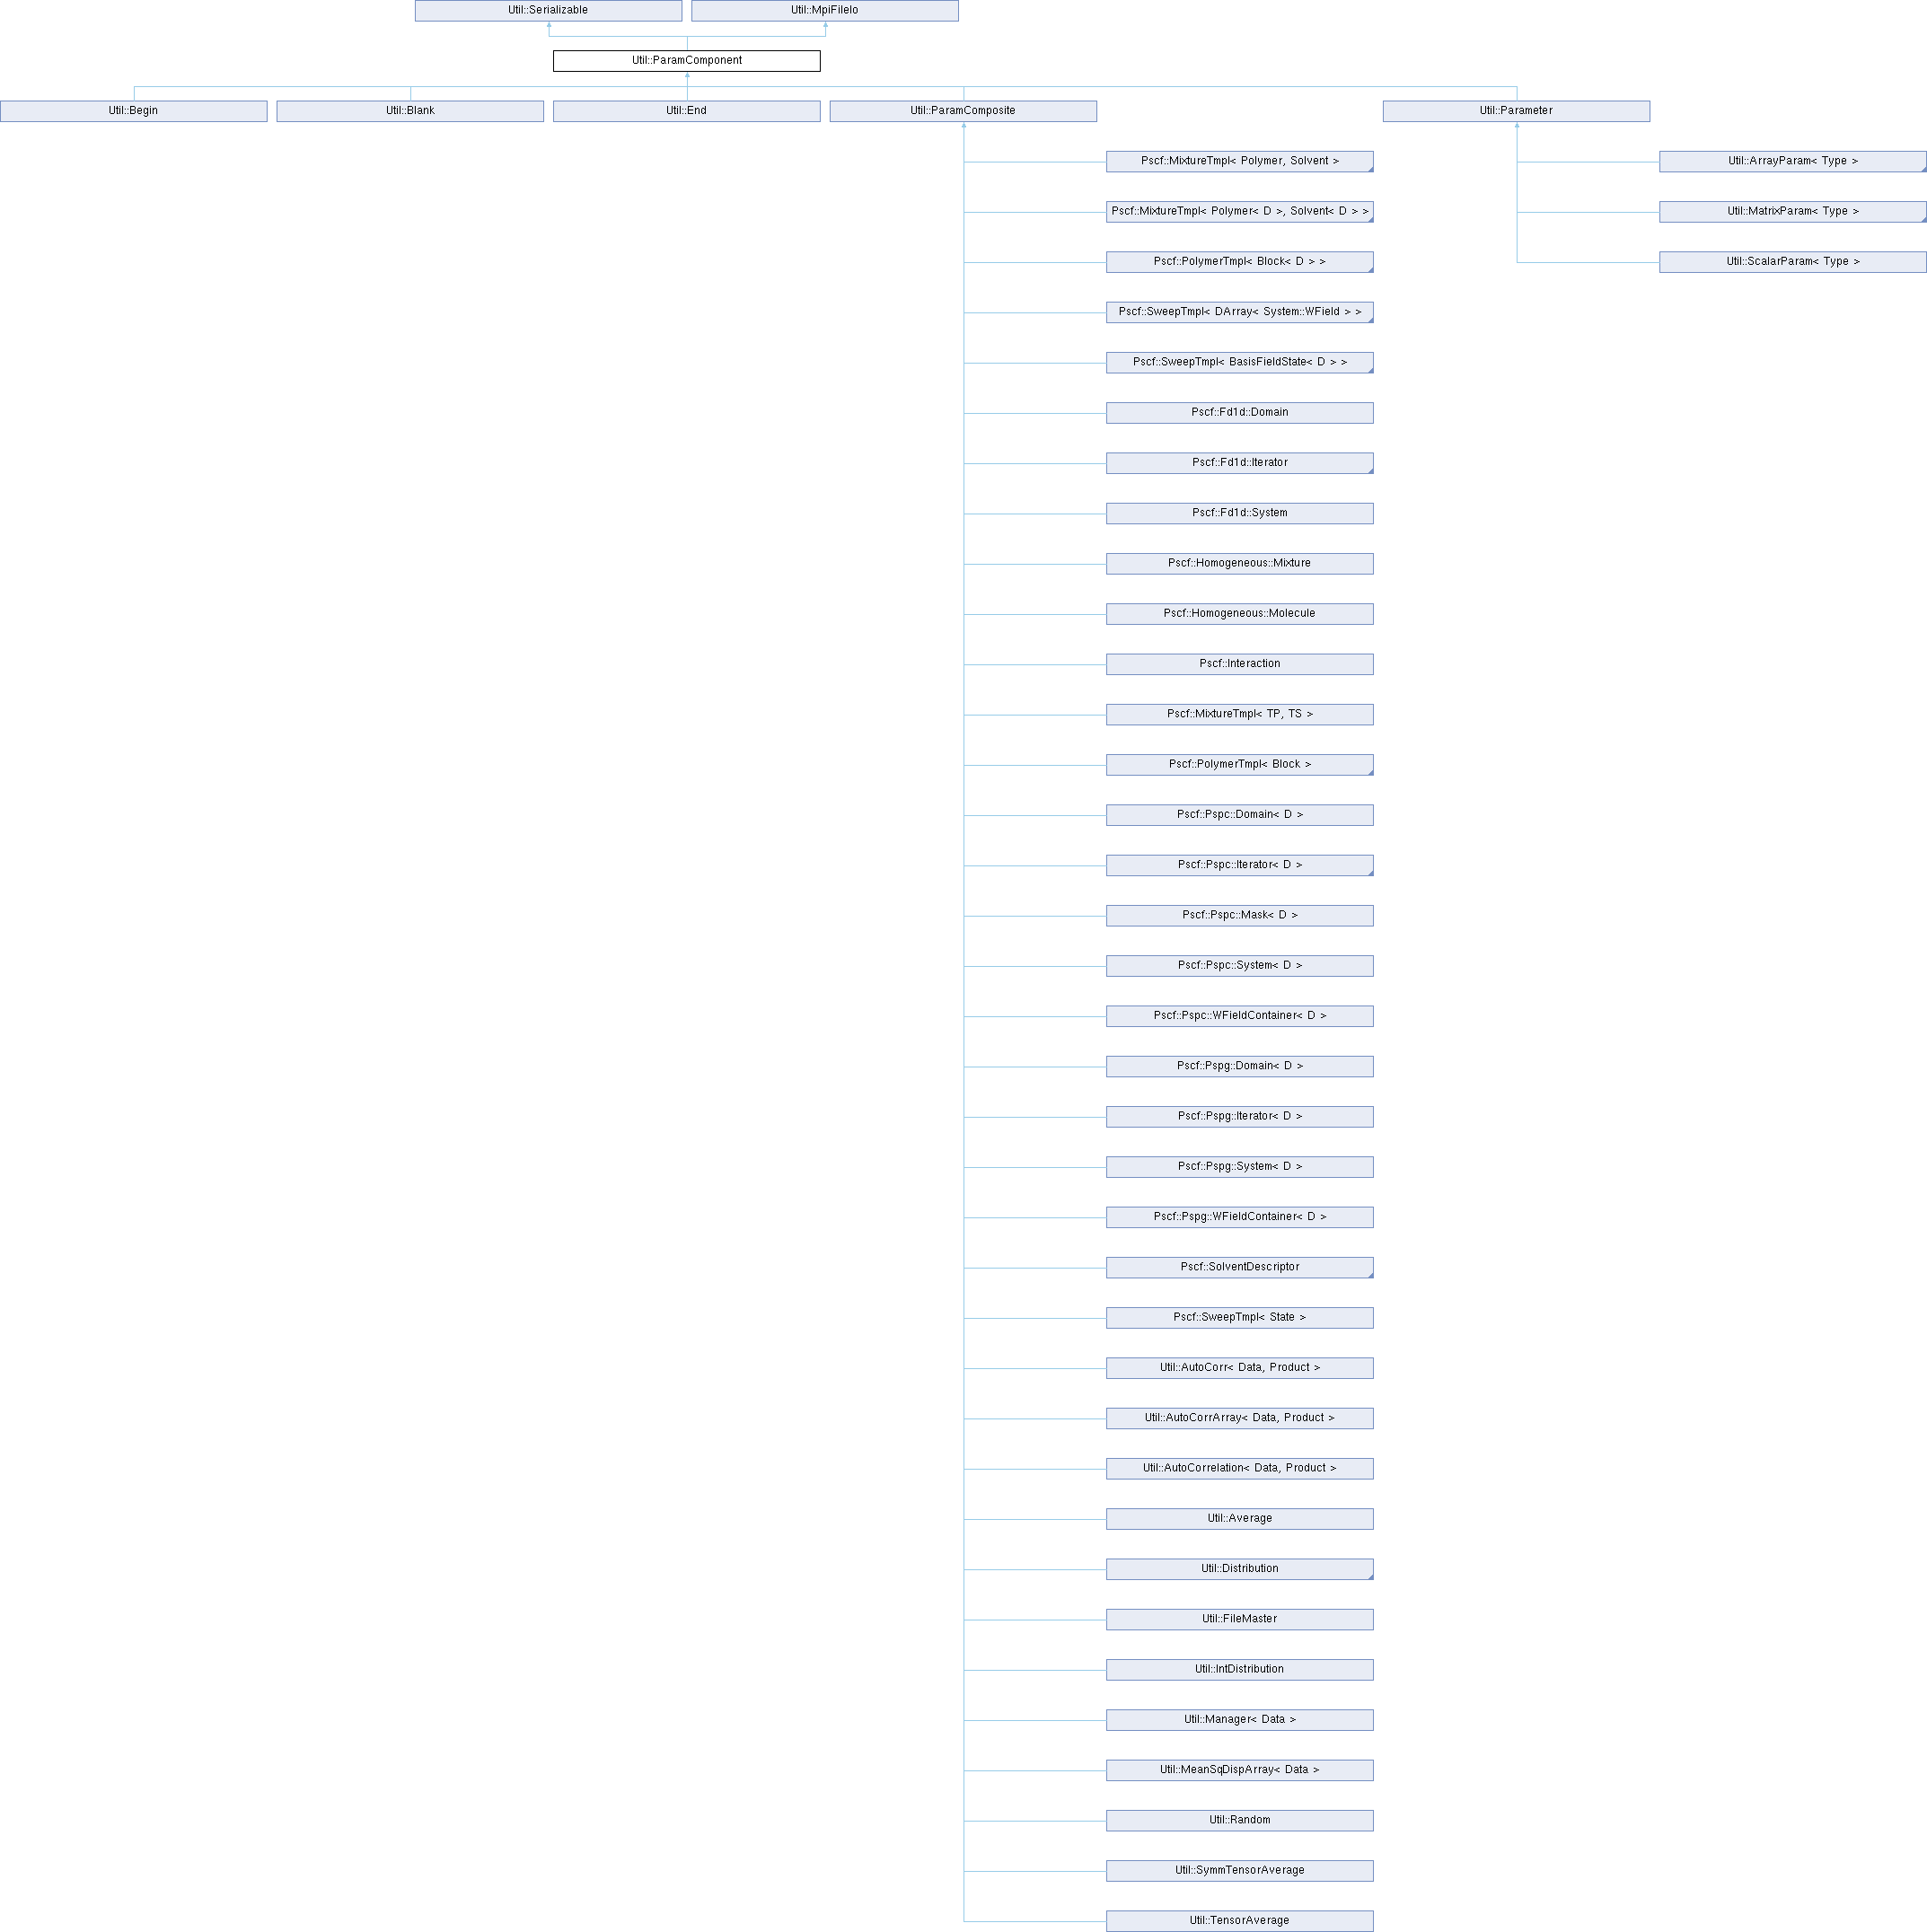 Util::Serializable
Util::MpiFileIo
Util::ParamComponent
Util::Begin
Util::Blank
Util::End
Util::ParamComposite
Util::Parameter
Pscf::MixtureTmpl< Polymer, Solvent >
Util::ArrayParam< Type >
Pscf::MixtureTmpl< Polymer< D >, Solvent< D > >
Util::MatrixParam< Type >
Pscf::PolymerTmpl< Block< D > >
Util::ScalarParam< Type >
Pscf::SweepTmpl< DArray< System::WField > >
Pscf::SweepTmpl< BasisFieldState< D > >
Pscf::Fd1d::Domain
Pscf::Fd1d::Iterator
Pscf::Fd1d::System
Pscf::Homogeneous::Mixture
Pscf::Homogeneous::Molecule
Pscf::Interaction
Pscf::MixtureTmpl< TP, TS >
Pscf::PolymerTmpl< Block >
Pscf::Pspc::Domain< D >
Pscf::Pspc::Iterator< D >
Pscf::Pspc::Mask< D >
Pscf::Pspc::System< D >
Pscf::Pspc::WFieldContainer< D >
Pscf::Pspg::Domain< D >
Pscf::Pspg::Iterator< D >
Pscf::Pspg::System< D >
Pscf::Pspg::WFieldContainer< D >
Pscf::SolventDescriptor
Pscf::SweepTmpl< State >
Util::AutoCorr< Data, Product >
Util::AutoCorrArray< Data, Product >
Util::AutoCorrelation< Data, Product >
Util::Average
Util::Distribution
Util::FileMaster
Util::IntDistribution
Util::Manager< Data >
Util::MeanSqDispArray< Data >
Util::Random
Util::SymmTensorAverage
Util::TensorAverage